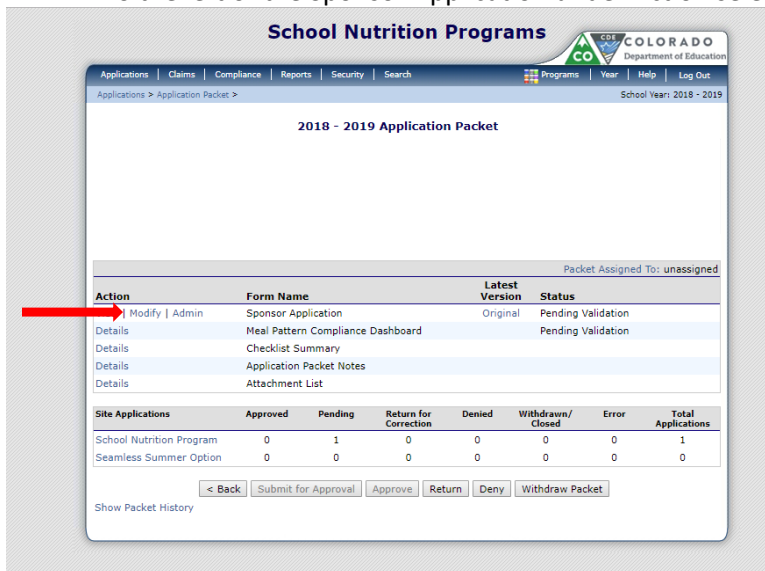 School Nutrition Programs
CDE
CO
COLORADO
Department of Education
Applications | Claims | Compliance | Reports | Security | Search Programs | Year | Help | Log Out
Applications > Application Packet > School Year: 2018 - 2019
2018 - 2019 Application Packet
Packet Assigned To: unassigned
Action Form Name Latest Version Status
| Modify | Admin Sponsor Application Original Pending Validation
Details Meal Pattern Compliance Dashboard Pending Validation
Details Checklist Summary
Details Application Packet Notes
Details Attachment List
Site Applications Approved Pending Return for Correction Denied Withdrawn/ Closed Error Total Applications
School Nutrition Program 0 1 0 0 0 0 1
Seamless Summer Option 0 0 0 0 0 0 0
< Back Submit for Approval Approve Return Deny Withdraw Packet
Show Packet History